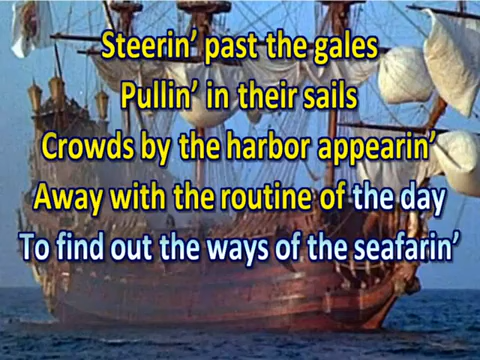 Steerin’ past the gales
Pullin’ in their sails
Crowds by the harbor appearin’
Away with the routine of the day
To find out the ways of the seafarin’